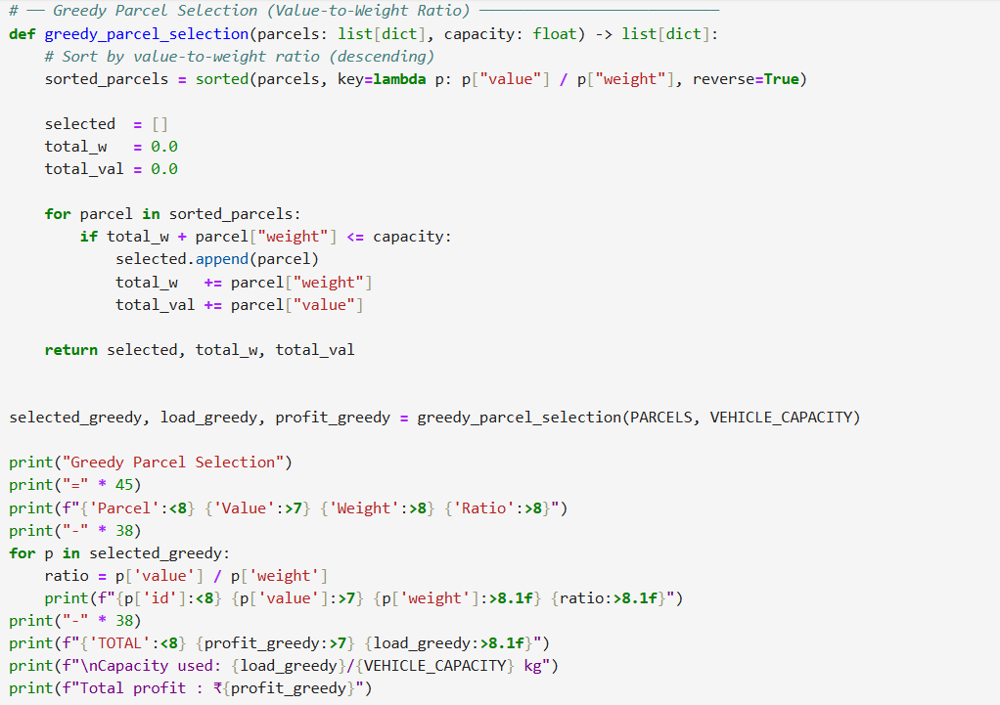 # ── Greedy Parcel Selection (Value-to-Weight Ratio) ───────────────────────────
def greedy_parcel_selection(parcels: list[dict], capacity: float) -> list[dict]:
    # Sort by value-to-weight ratio (descending)
    sorted_parcels = sorted(parcels, key=lambda p: p["value"] / p["weight"], reverse=True)

    selected  = []
    total_w   = 0.0
    total_val = 0.0

    for parcel in sorted_parcels:
        if total_w + parcel["weight"] <= capacity:
            selected.append(parcel)
            total_w   += parcel["weight"]
            total_val += parcel["value"]

    return selected, total_w, total_val


selected_greedy, load_greedy, profit_greedy = greedy_parcel_selection(PARCELS, VEHICLE_CAPACITY)

print("Greedy Parcel Selection")
print("=" * 45)
print(f"{'Parcel':<8} {'Value':>7} {'Weight':>8} {'Ratio':>8}")
print("-" * 38)
for p in selected_greedy:
    ratio = p['value'] / p['weight']
    print(f"{p['id']:<8} {p['value']:>7} {p['weight']:>8.1f} {ratio:>8.1f}")
print("-" * 38)
print(f"{'TOTAL':<8} {profit_greedy:>7} {load_greedy:>8.1f}")
print(f"\nCapacity used: {load_greedy}/{VEHICLE_CAPACITY} kg")
print(f"Total profit : ₹{profit_greedy}")